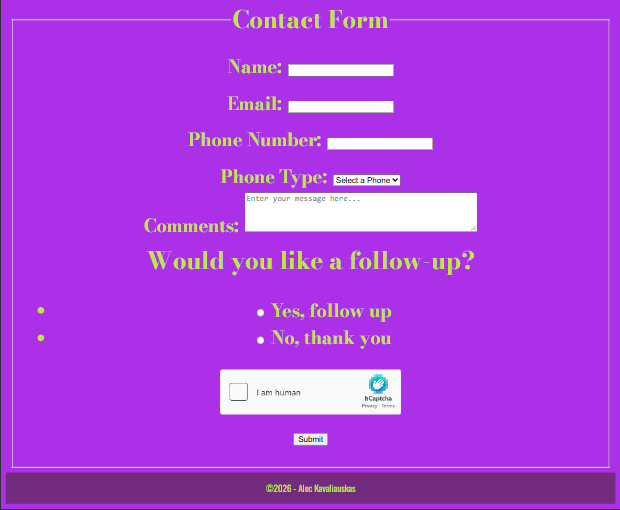 Contact Form
Name:
Email:
Phone Number:
Phone Type: Select a Phone
Enter your message here...
Comments:
Would you like a follow-up?
Yes, follow up
No, thank you
I am human
hCaptcha
Privacy - Terms
Submit
©2026 - Alec Kavaliauskas